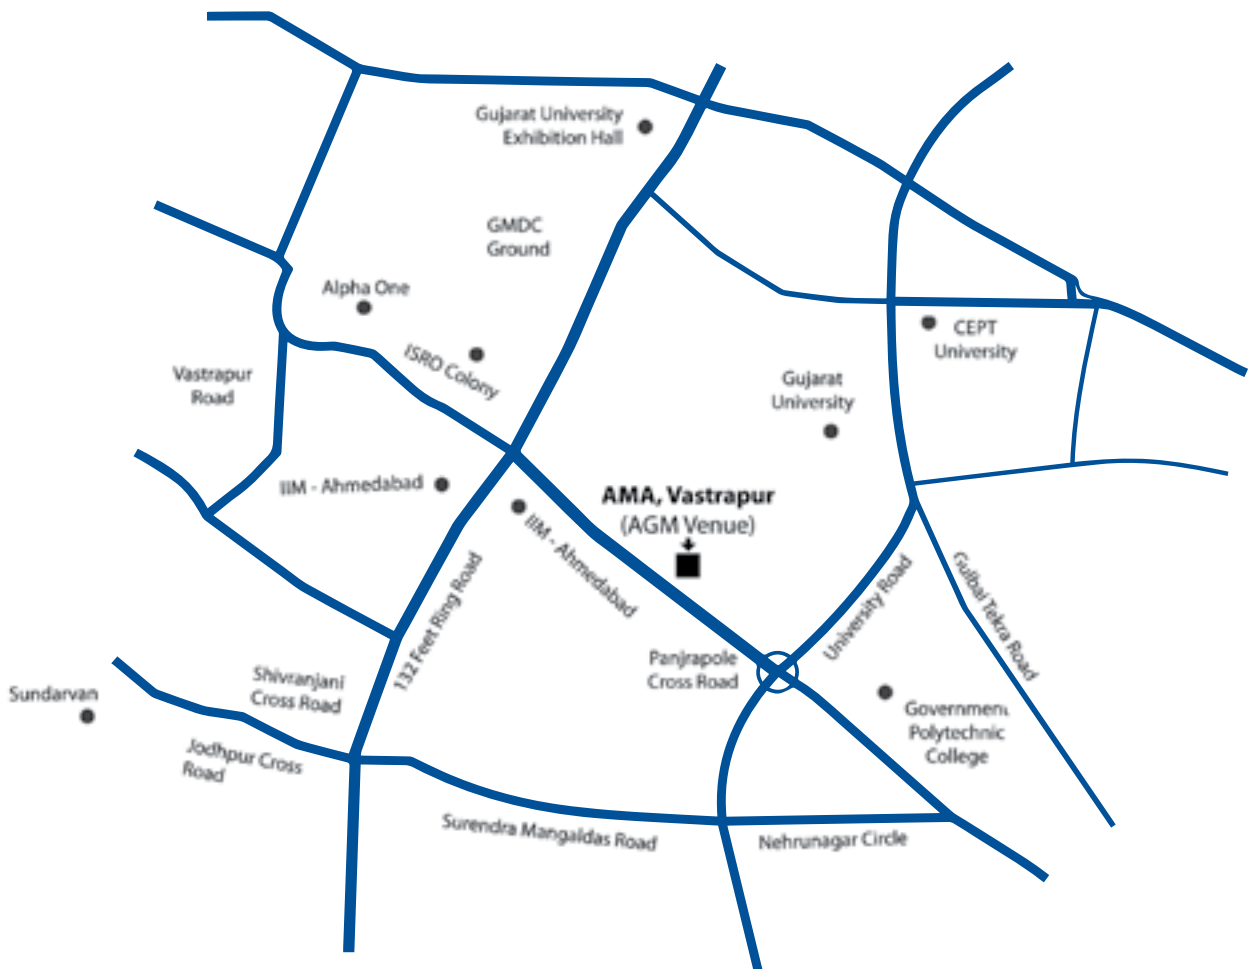 Gujarat University
Exhibition Hall
GMDC
Ground
Alpha One
ISRO Colony
CEPT
University
Vastrapur
Road
Gujarat
University
IIM - Ahmedabad
AMA, Vastrapur
(AGM Venue)
IIM - Ahmedabad
132 Feet Ring Road
University Road
Gulbai Tekra Road
Panjrapole
Cross Road
Shivranjani
Cross Road
Sundarvan
Government
Polytechnic
College
Jodhpur Cross
Road
Surendra Mangaldas Road
Nehrunagar Circle